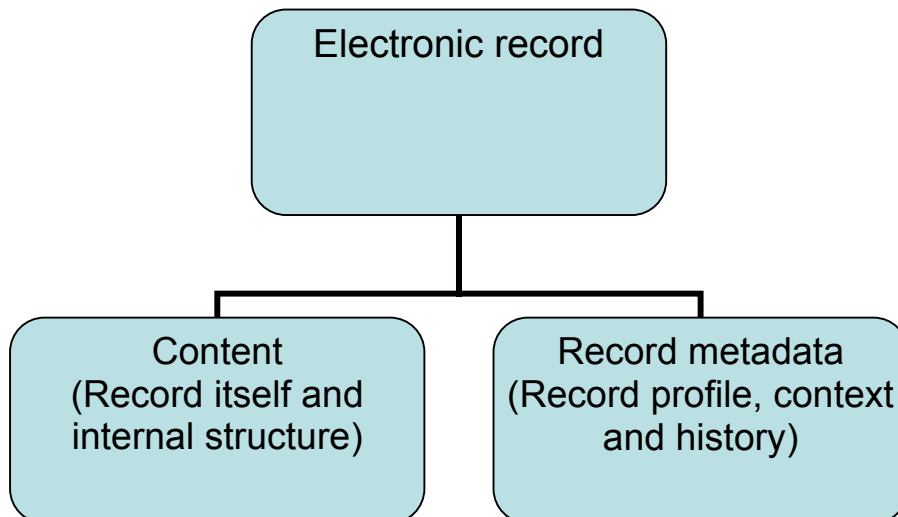 Electronic record
Content
(Record itself and
internal structure)
Record metadata
(Record profile, context
and history)